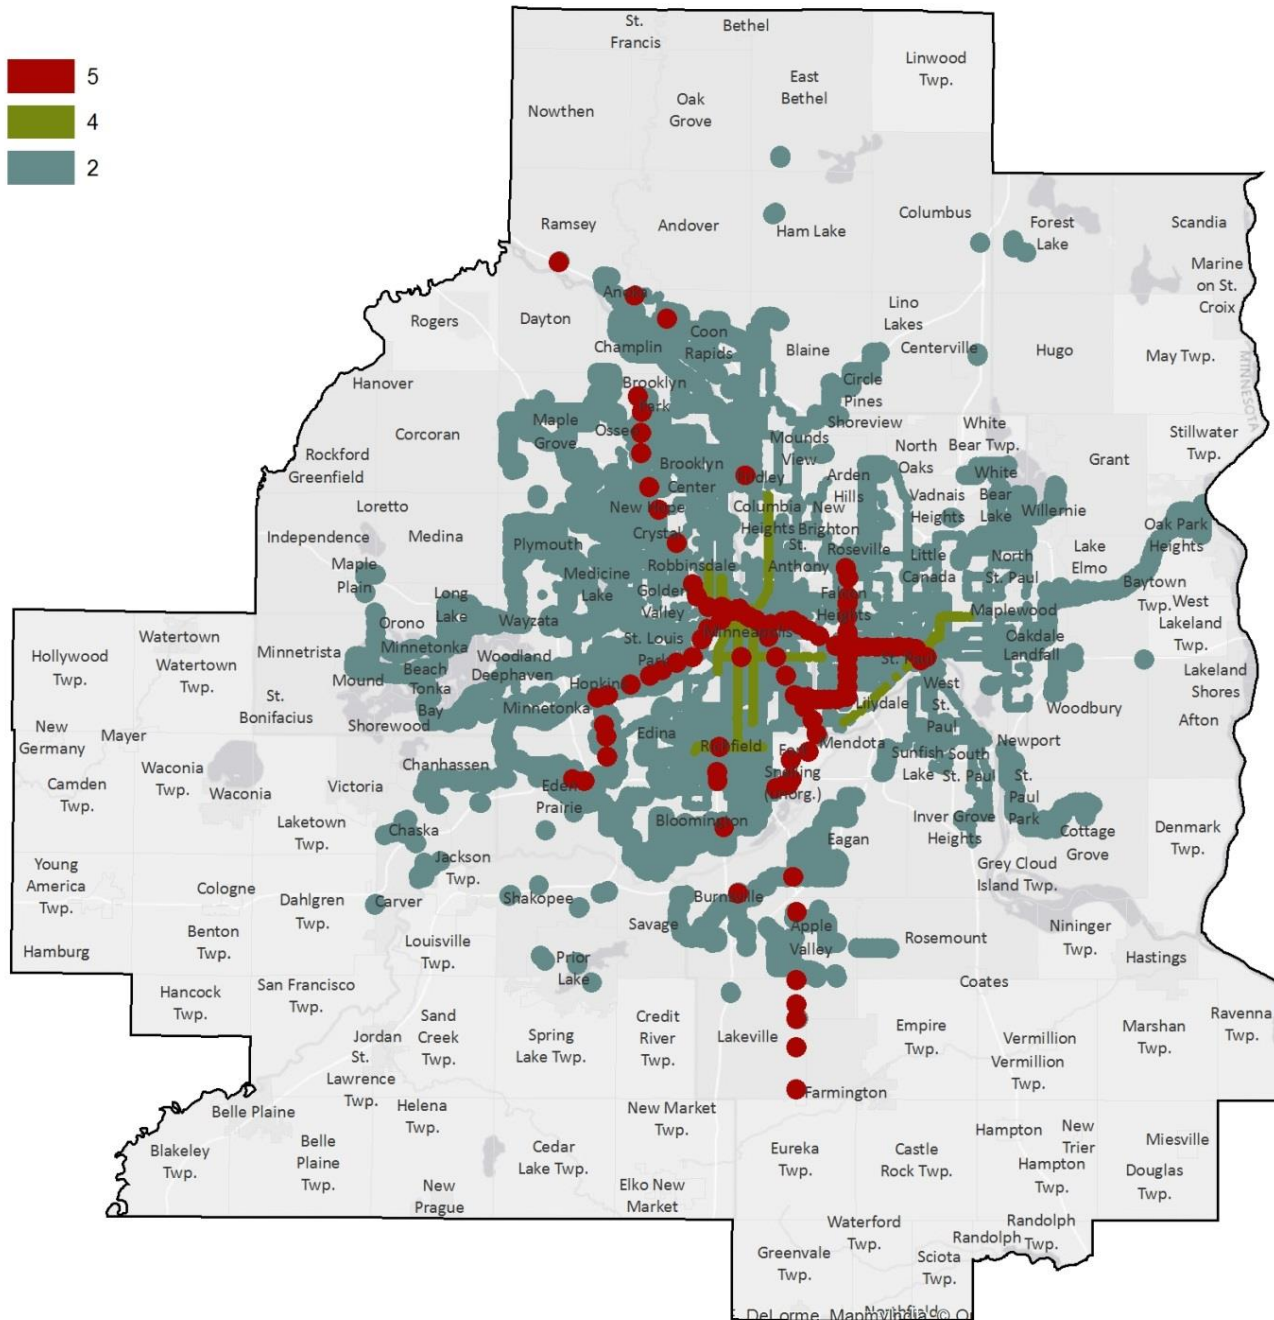 5
4
2
St.
Francis
Bethel
Linwood
Twp.
East
Bethel
Oak
Grove
Nowthen
Ramsey
Andover
Ham Lake
Columbus
Forest
Lake
Scandia
Marine
on St.
Croix
Rogers
Dayton
Anoka
Coon
Rapids
Champlin
Blaine
Lino
Lakes
Centerville
Hugo
May Twp.
MINNESOTA
Hanover
Brooklyn
Park
Circle
Pines
Shoreview
Corcoran
Maple
Grove
Osseo
Mounds
View
North
Oaks
White
Bear Twp.
Stillwater
Twp.
Rockford
Greenfield
Brooklyn
Center
Fridley
Arden
Hills
White
Bear
Lake
Grant
Loretto
New Hope
Columbia
Heights
New
Brighton
Vadnais
Heights
Willernie
Oak Park
Heights
Independence
Medina
Plymouth
Crystal
St.
Anthony
Roseville
Little
Canada
North
St. Paul
Lake
Elmo
Maple
Plain
Medicine
Lake
Robbinsdale
Golden
Valley
Falcon
Heights
Maplewood
Baytown
Twp.
West
Lakeland
Twp.
Long
Lake
Orono
Wayzata
St. Louis
Park
Minneapolis
St. Paul
Oakdale
Landfall
Watertown
Watertown
Twp.
Hollywood
Twp.
Minnetrista
Minnetonka
Beach
Woodland
Deephaven
Lakeland
Shores
Mound
Tonka
Bay
Hopkins
Minnetonka
Lilydale
West
St.
Paul
Woodbury
Afton
St.
Bonifacius
Shorewood
New
Germany
Mayer
Edina
Richfield
Fort
Snelling
(unorg.)
Mendota
Sunfish
Lake
South
St. Paul
Newport
Camden
Twp.
Waconia
Twp.
Waconia
Victoria
Chanhassen
Eden
Prairie
St.
Paul
Park
Laketown
Twp.
Chaska
Bloomington
Eagan
Inver Grove
Heights
Cottage
Grove
Denmark
Twp.
Young
America
Twp.
Cologne
Dahlgren
Twp.
Carver
Jackson
Twp.
Shakopee
Burnsville
Grey Cloud
Island Twp.
Hamburg
Benton
Twp.
Louisville
Twp.
Savage
Apple
Valley
Rosemount
Nininger
Twp.
Hastings
Prior
Lake
Hancock
Twp.
San Francisco
Twp.
Coates
Sand
Creek
Twp.
Jordan
St.
Lawrence
Twp.
Spring
Lake Twp.
Credit
River
Twp.
Lakeville
Empire
Twp.
Vermillion
Vermillion
Twp.
Marshan
Twp.
Ravenna
Twp.
Farmington
Belle Plaine
Helena
Twp.
New Market
Twp.
Hampton
New
Trier
Miesville
Blakeley
Twp.
Belle
Plaine
Twp.
Cedar
Lake Twp.
Eureka
Twp.
Castle
Rock Twp.
Hampton
Twp.
Douglas
Twp.
New
Prague
Elko New
Market
Waterford
Twp.
Randolph
Twp.
Randolph
Greenvale
Twp.
Sciota
Twp.
Northfield
DeLorme, MapmyIndia, ©